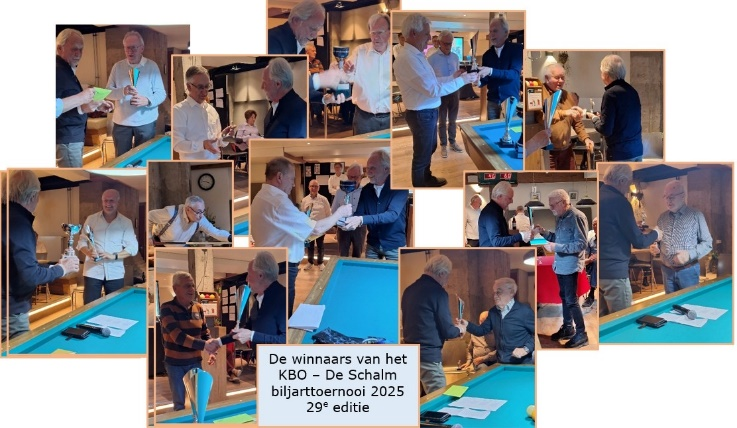 De winnaars van het
KBO – De Schalm
biljarttoernooi 2025
29e editie